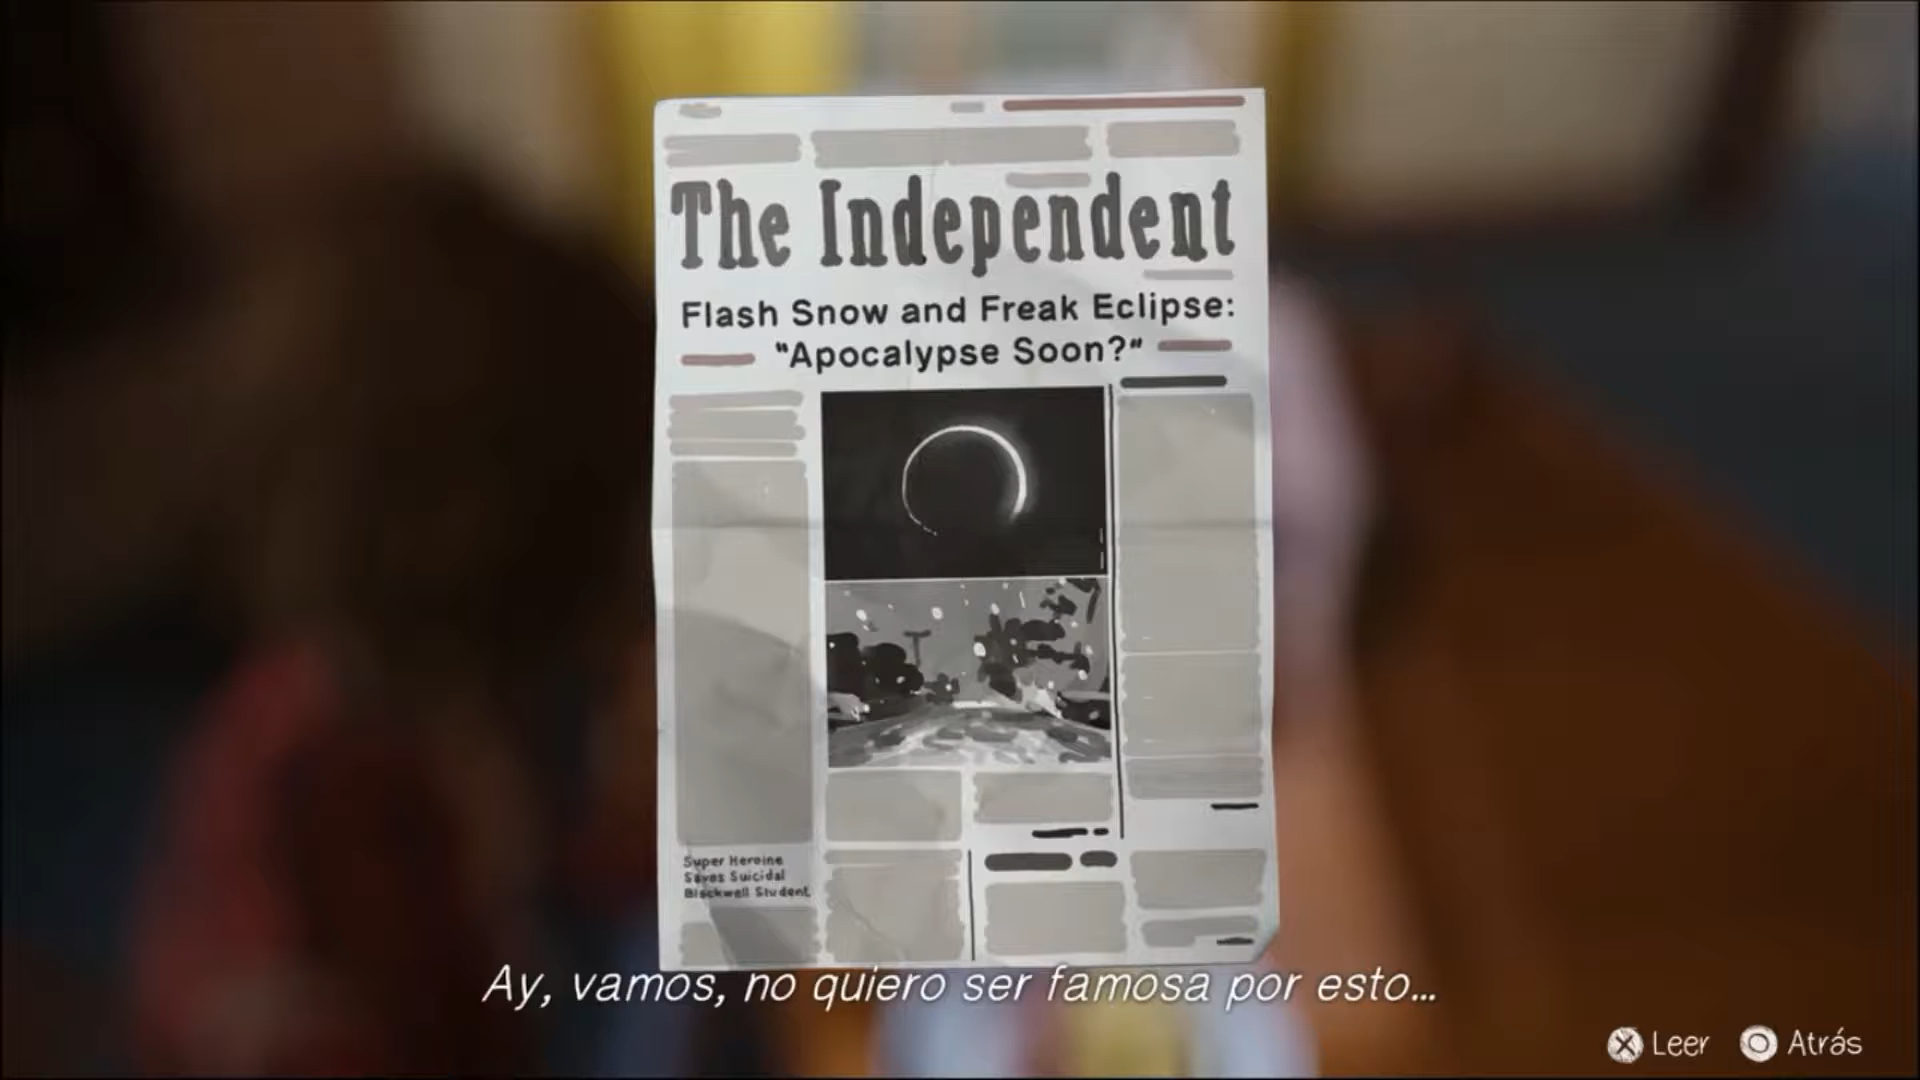 The Independent
Flash Snow and Freak Eclipse:
"Apocalypse Soon?"
Super Heroine
Saves Suicidal
Blackwell Student
Ay, vamos, no quiero ser famosa por esto...
Leer
Atrás